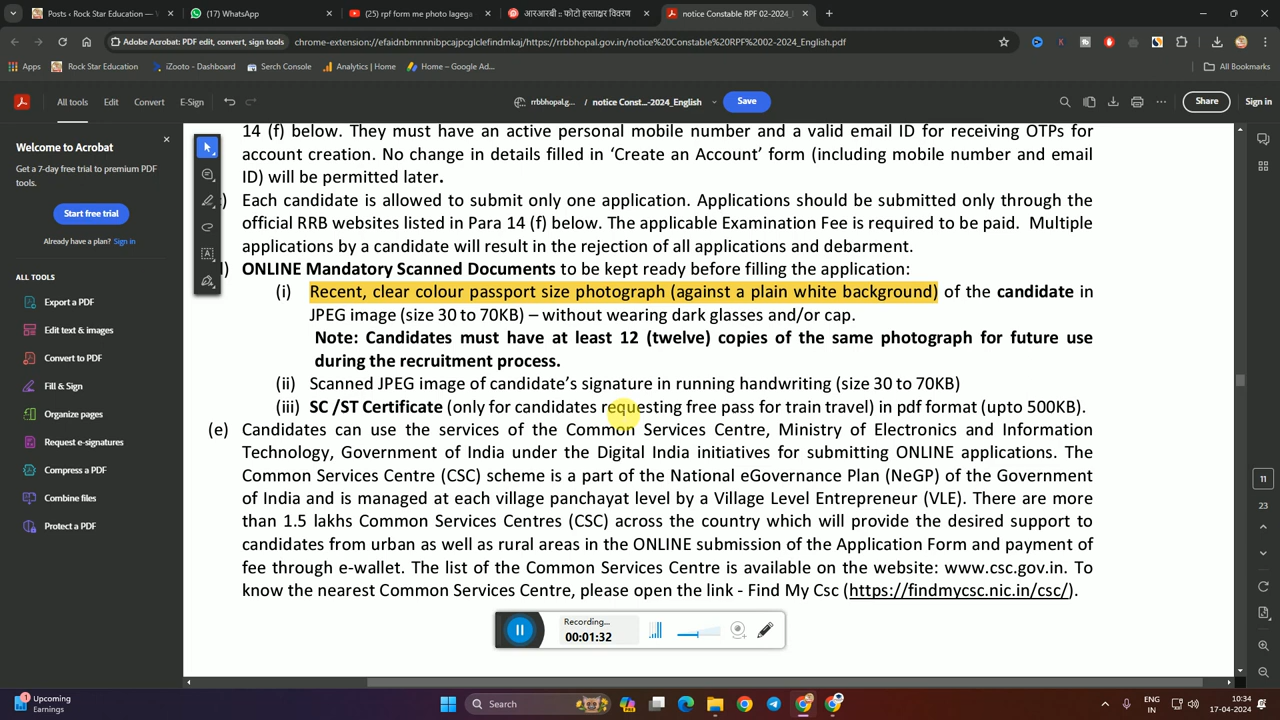 Posts ‹ Rock Star Education — W
(17) WhatsApp
(25) rpf form me photo lagega
आरआरबी :: फोटो हस्ताक्षर विवरण
notice Constable RPF 02-2024_
Adobe Acrobat: PDF edit, convert, sign tools
chrome-extension://efaidnbmnnnibpcajpcglclefindmkaj/https://rrbbhopal.gov.in/notice%20Constable%20RPF%2002-2024_English.pdf
Apps
Rock Star Education
iZooto - Dashboard
Serch Console
Analytics | Home
Home – Google Ad...
All Bookmarks
All tools
Edit
Convert
E-Sign
rrbbhopal.g...
/ notice Const...-2024_English
Save
Share
Sign in
Welcome to Acrobat
Get a 7-day free trial to premium PDF
tools.
Start free trial
Already have a plan? Sign in
ALL TOOLS
Export a PDF
Edit text & images
Convert to PDF
Fill & Sign
Organize pages
Request e-signatures
Compress a PDF
Combine files
Protect a PDF
14 (f) below. They must have an active personal mobile number and a valid email ID for receiving OTPs for
account creation. No change in details filled in ‘Create an Account’ form (including mobile number and email
ID) will be permitted later.
Each candidate is allowed to submit only one application. Applications should be submitted only through the
official RRB websites listed in Para 14 (f) below. The applicable Examination Fee is required to be paid. Multiple
applications by a candidate will result in the rejection of all applications and debarment.
ONLINE Mandatory Scanned Documents to be kept ready before filling the application:
(i) Recent, clear colour passport size photograph (against a plain white background) of the candidate in
JPEG image (size 30 to 70KB) – without wearing dark glasses and/or cap.
Note: Candidates must have at least 12 (twelve) copies of the same photograph for future use
during the recruitment process.
(ii) Scanned JPEG image of candidate’s signature in running handwriting (size 30 to 70KB)
(iii) SC /ST Certificate (only for candidates requesting free pass for train travel) in pdf format (upto 500KB).
(e) Candidates can use the services of the Common Services Centre, Ministry of Electronics and Information
Technology, Government of India under the Digital India initiatives for submitting ONLINE applications. The
Common Services Centre (CSC) scheme is a part of the National eGovernance Plan (NeGP) of the Government
of India and is managed at each village panchayat level by a Village Level Entrepreneur (VLE). There are more
than 1.5 lakhs Common Services Centres (CSC) across the country which will provide the desired support to
candidates from urban as well as rural areas in the ONLINE submission of the Application Form and payment of
fee through e-wallet. The list of the Common Services Centre is available on the website: www.csc.gov.in. To
know the nearest Common Services Centre, please open the link - Find My Csc (https://findmycsc.nic.in/csc/).
11
23
Recording...
00:01:32
Upcoming
Earnings
Search
ENG
IN
10:34
17-04-2024